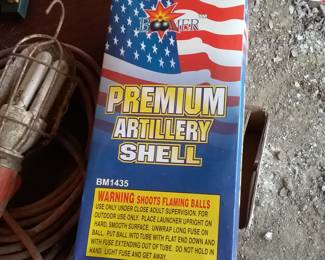 BOOMER
PREMIUM
ARTILLERY
SHELL
BM1435
WARNING SHOOTS FLAMING BALLS
USE ONLY UNDER CLOSE ADULT SUPERVISION. FOR
OUTDOOR USE ONLY. PLACE LAUNCHER UPRIGHT ON
HARD, SMOOTH SURFACE. UNWRAP LONG FUSE ON
BALL. PUT BALL INTO TUBE WITH FLAT END DOWN AND
WITH FUSE EXTENDING OUT OF TUBE. DO NOT HOLD IN
HAND. LIGHT FUSE AND GET AWAY